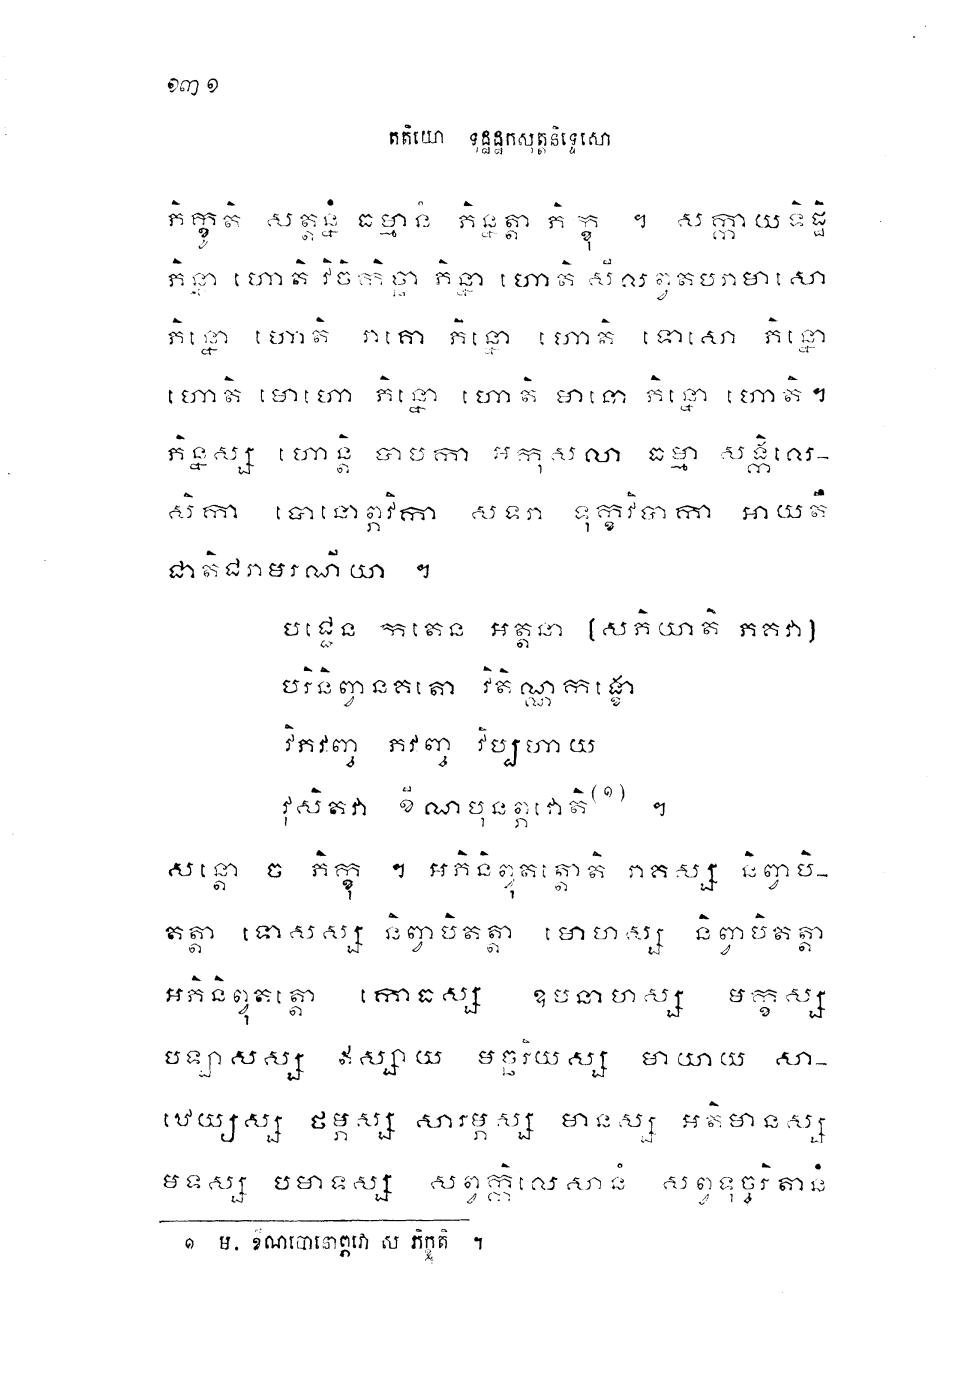 ១៣១
តតិយោ ទុដ្ឋដ្ឋកសុត្តនិទ្ទេសោ
ភិក្ខូតិ សត្តន្នំ ធម្មានំ ភិន្នត្តា ភិក្ខុ ។ សក្កាយទិដ្ឋិ
ភិន្នា ហោតិ វិចិកិច្ឆា ភិន្នា ហោតិ សីលព្វតបរាមាសោ
ភិន្នោ ហោតិ រាគោ ភិន្នោ ហោតិ ទោសោ ភិន្នោ
ហោតិ មោហោ ភិន្នោ ហោតិ មានោ ភិន្នោ ហោតិ។
ភិន្នស្ស ហោន្តិ បាបកា អកុសលា ធម្មា សង្កិលេ-
សិកា បោនោព្ភវិកា សទរា ទុក្ខវិបាកា អាយតឹ
ជាតិជរាមរណីយា ។
បជ្ជេន កតេន អត្តនា (សភិយាតិ ភគវា)
បរិនិព្វានគតោ វិតិណ្ណកង្ខោ
វិភវញ្ច ភវញ្ច វិប្បហាយ
វុសិតវា ខីណបុនព្ភវោតិ(១) ។
សន្តោ ច ភិក្ខុ ។ អភិនិព្វុតត្តោតិ រាគស្ស និព្វាបិ-
តត្តា ទោសស្ស និព្វាបិតត្តា មោហស្ស និព្វាបិតត្តា
អភិនិព្វុតត្តោ កោធស្ស ឧបនាហស្ស មក្ខស្ស
បឡាសស្ស ឥស្សាយ មច្ឆរិយស្ស មាយាយ សា-
ឋេយ្យស្ស ថម្ភស្ស សារម្ភស្ស មានស្ស អតិមានស្ស
មទស្ស បមាទស្ស សព្វក្កិលេសានំ សព្វទុច្ចរិតានំ
១ ម. ខីណបោនោព្ភវោ ស ភិក្ខូតិ ។